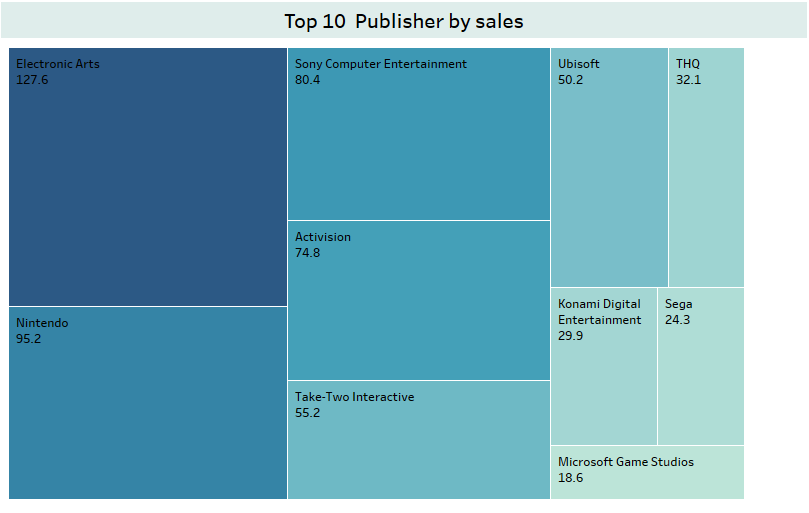 Top 10  Publisher by sales
Electronic Arts
127.6
Nintendo
95.2
Sony Computer Entertainment
80.4
Activision
74.8
Take-Two Interactive
55.2
Ubisoft
50.2
THQ
32.1
Konami Digital
Entertainment
29.9
Sega
24.3
Microsoft Game Studios
18.6